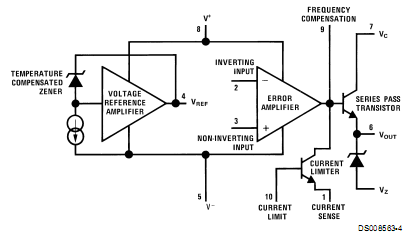 FREQUENCY
COMPENSATION
V+
8
9
7
VC
TEMPERATURE
COMPENSATED
ZENER
VOLTAGE
REFERENCE
AMPLIFIER
4
VREF
INVERTING
INPUT
2
−
ERROR
AMPLIFIER
SERIES PASS
TRANSISTOR
3
+
NON-INVERTING
INPUT
6
VOUT
CURRENT
LIMITER
5
V−
VZ
10
1
CURRENT
LIMIT
CURRENT
SENSE
DS008563-4